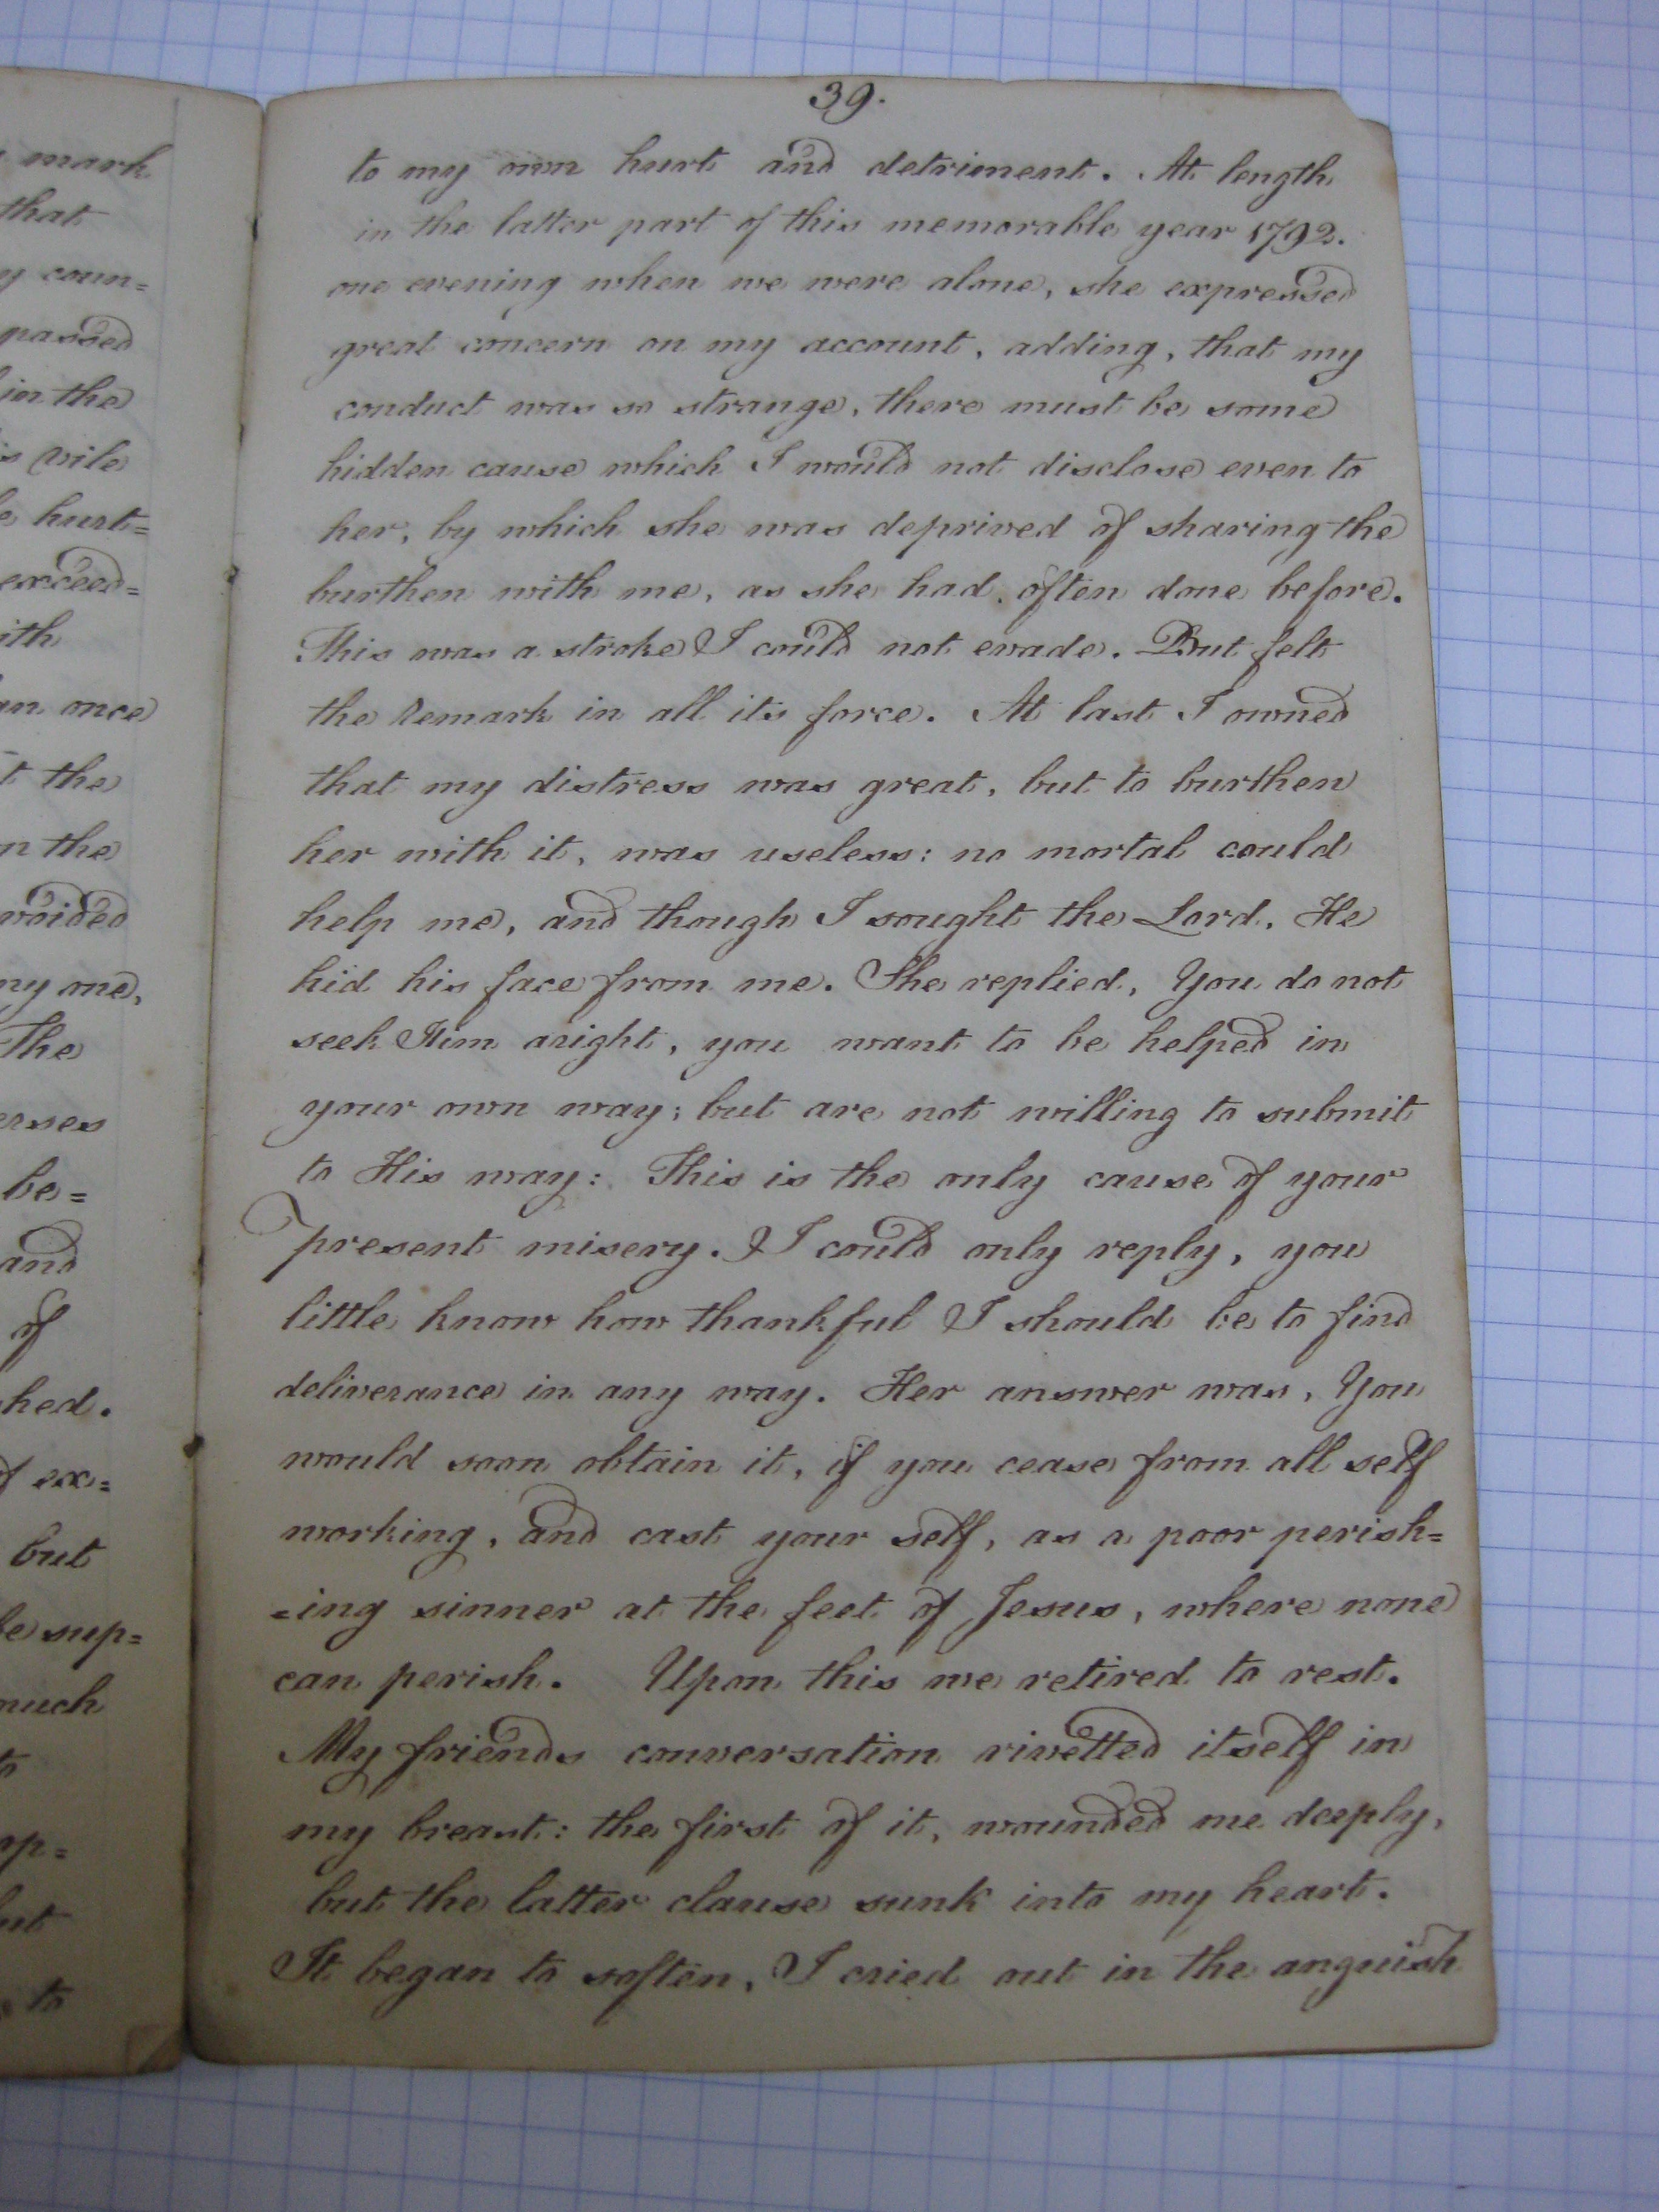 mark
that
coun=
passed
in the
vile
hurt=
exceed=
ith
once
the
the
voided
one,
The
erses
be=
and
of
hed.
ex=
but
sup=
much
to
39.
to my own hurt and detriment. At length
in the latter part of this memorable year 1792.
one evening when we were alone, she expressed
great concern on my account, adding, that my
conduct was so strange, there must be some
hidden cause which I would not disclose even to
her, by which she was deprived of sharing the
burthen with me, as she had often done before.
This was a stroke I could not evade. But felt
the Remark in all its force. At last I owned
that my distress was great, but to burthen
her with it, was useless: no mortal could
help me, and though I sought the Lord, He
hid his face from me. She replied, You do not
seek Him aright, you want to be helped in
your own way; but are not willing to submit
to His way: This is the only cause of your
present misery. I could only reply, you
little know how thankful I should be to find
deliverance in any way. Her answer was, You
would soon obtain it, if you cease from all self
working, and cast your self, as a poor perish=
=ing sinner at the feet of Jesus, where none
can perish. Upon this we retired to rest.
My friends conversation rivetted itself in
my breast: the first of it, wounded me deeply,
but the latter clause sunk into my heart.
It began to soften, I cried out in the anguish